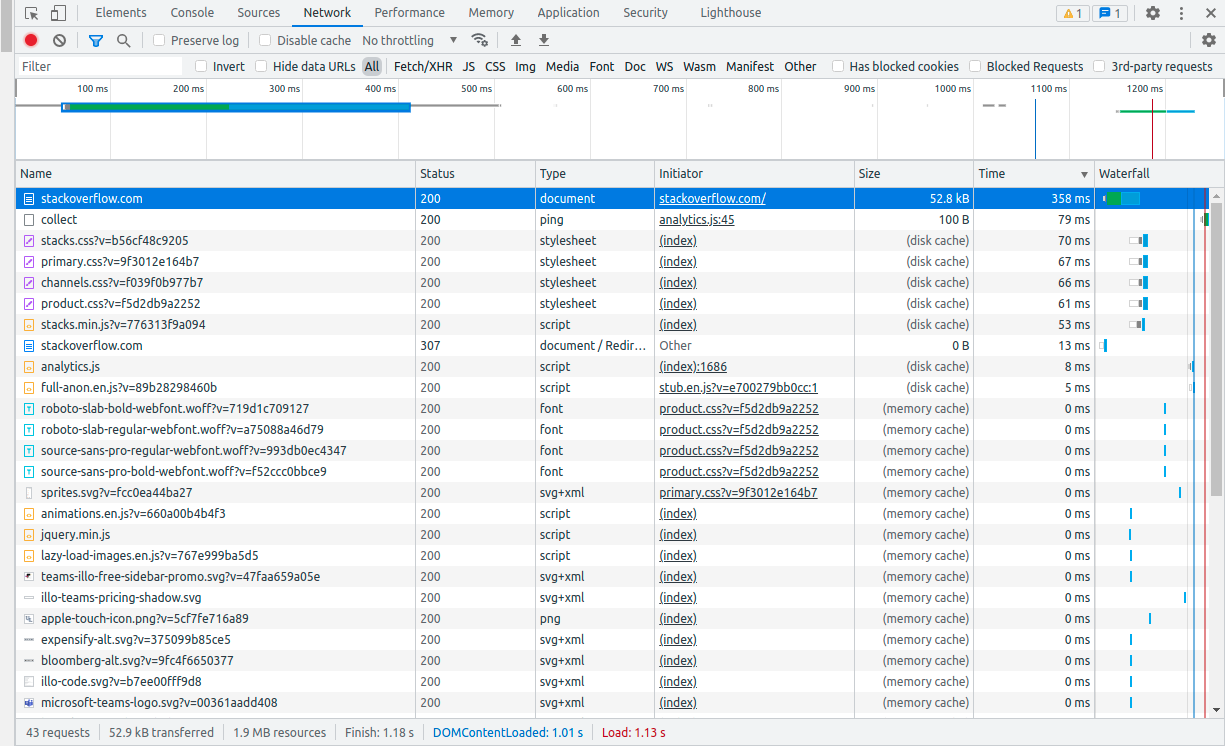 Elements Console Sources Network Performance Memory Application Security Lighthouse 1 1
Preserve log Disable cache No throttling
Filter Invert Hide data URLs All Fetch/XHR JS CSS Img Media Font Doc WS Wasm Manifest Other Has blocked cookies Blocked Requests 3rd-party requests
100 ms 200 ms 300 ms 400 ms 500 ms 600 ms 700 ms 800 ms 900 ms 1000 ms 1100 ms 1200 ms
Name Status Type Initiator Size Time Waterfall
stackoverflow.com 200 document stackoverflow.com/ 52.8 kB 358 ms
collect 200 ping analytics.js:45 100 B 79 ms
stacks.css?v=b56cf48c9205 200 stylesheet (index) (disk cache) 70 ms
primary.css?v=9f3012e164b7 200 stylesheet (index) (disk cache) 67 ms
channels.css?v=f039f0b977b7 200 stylesheet (index) (disk cache) 66 ms
product.css?v=f5d2db9a2252 200 stylesheet (index) (disk cache) 61 ms
stacks.min.js?v=776313f9a094 200 script (index) (disk cache) 53 ms
stackoverflow.com 307 document / Redir... Other 0 B 13 ms
analytics.js 200 script (index):1686 (disk cache) 8 ms
full-anon.en.js?v=89b28298460b 200 script stub.en.js?v=e700279bb0cc:1 (disk cache) 5 ms
roboto-slab-bold-webfont.woff?v=719d1c709127 200 font product.css?v=f5d2db9a2252 (memory cache) 0 ms
roboto-slab-regular-webfont.woff?v=a75088a46d79 200 font product.css?v=f5d2db9a2252 (memory cache) 0 ms
source-sans-pro-regular-webfont.woff?v=993db0ec4347 200 font product.css?v=f5d2db9a2252 (memory cache) 0 ms
source-sans-pro-bold-webfont.woff?v=f52ccc0bbce9 200 font product.css?v=f5d2db9a2252 (memory cache) 0 ms
sprites.svg?v=fcc0ea44ba27 200 svg+xml primary.css?v=9f3012e164b7 (memory cache) 0 ms
animations.en.js?v=660a00b4b4f3 200 script (index) (memory cache) 0 ms
jquery.min.js 200 script (index) (memory cache) 0 ms
lazy-load-images.en.js?v=767e999ba5d5 200 script (index) (memory cache) 0 ms
teams-illo-free-sidebar-promo.svg?v=47faa659a05e 200 svg+xml (index) (memory cache) 0 ms
illo-teams-pricing-shadow.svg 200 svg+xml (index) (memory cache) 0 ms
apple-touch-icon.png?v=5cf7fe716a89 200 png (index) (memory cache) 0 ms
expensify-alt.svg?v=375099b85ce5 200 svg+xml (index) (memory cache) 0 ms
bloomberg-alt.svg?v=9fc4f6650377 200 svg+xml (index) (memory cache) 0 ms
illo-code.svg?v=b7ee00fff9d8 200 svg+xml (index) (memory cache) 0 ms
microsoft-teams-logo.svg?v=00361aadd408 200 svg+xml (index) (memory cache) 0 ms
43 requests 52.9 kB transferred 1.9 MB resources Finish: 1.18 s DOMContentLoaded: 1.01 s Load: 1.13 s